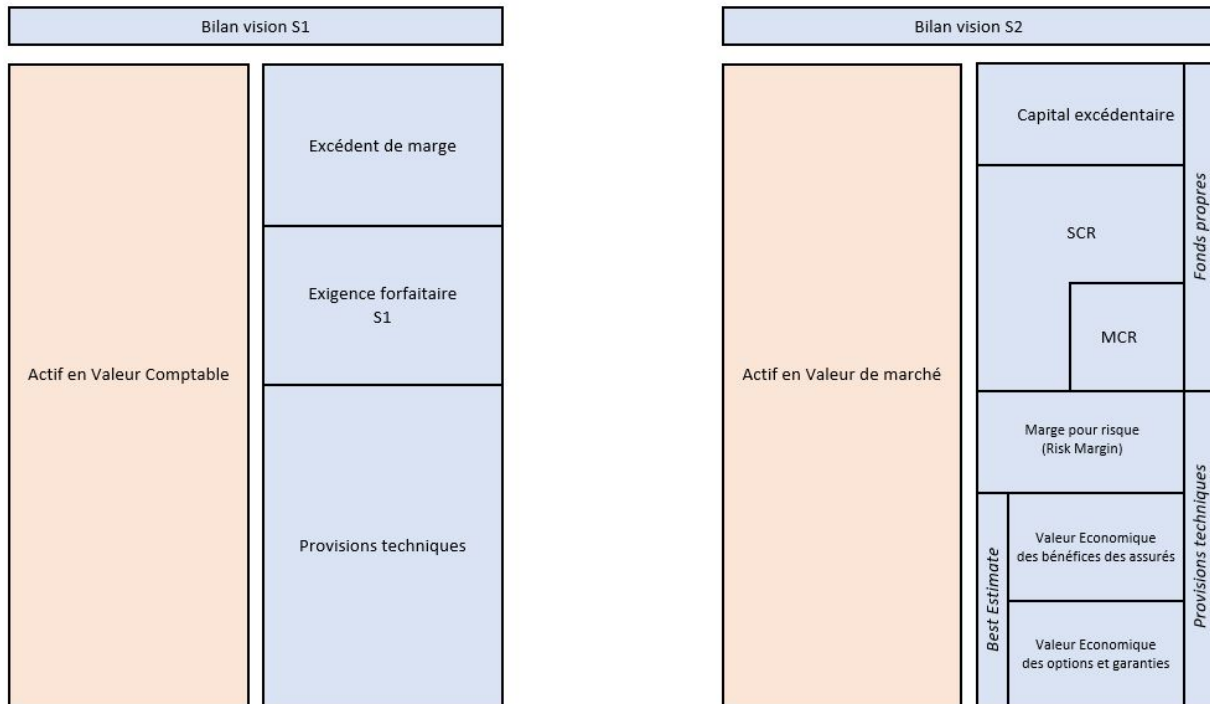 Bilan vision S1
Actif en Valeur Comptable
Excédent de marge
Exigence forfaitaire
S1
Provisions techniques
Bilan vision S2
Actif en Valeur de marché
Capital excédentaire
SCR
MCR
Fonds propres
Marge pour risque
(Risk Margin)
Best Estimate
Valeur Economique
des bénéfices des assurés
Valeur Economique
des options et garanties
Provisions techniques